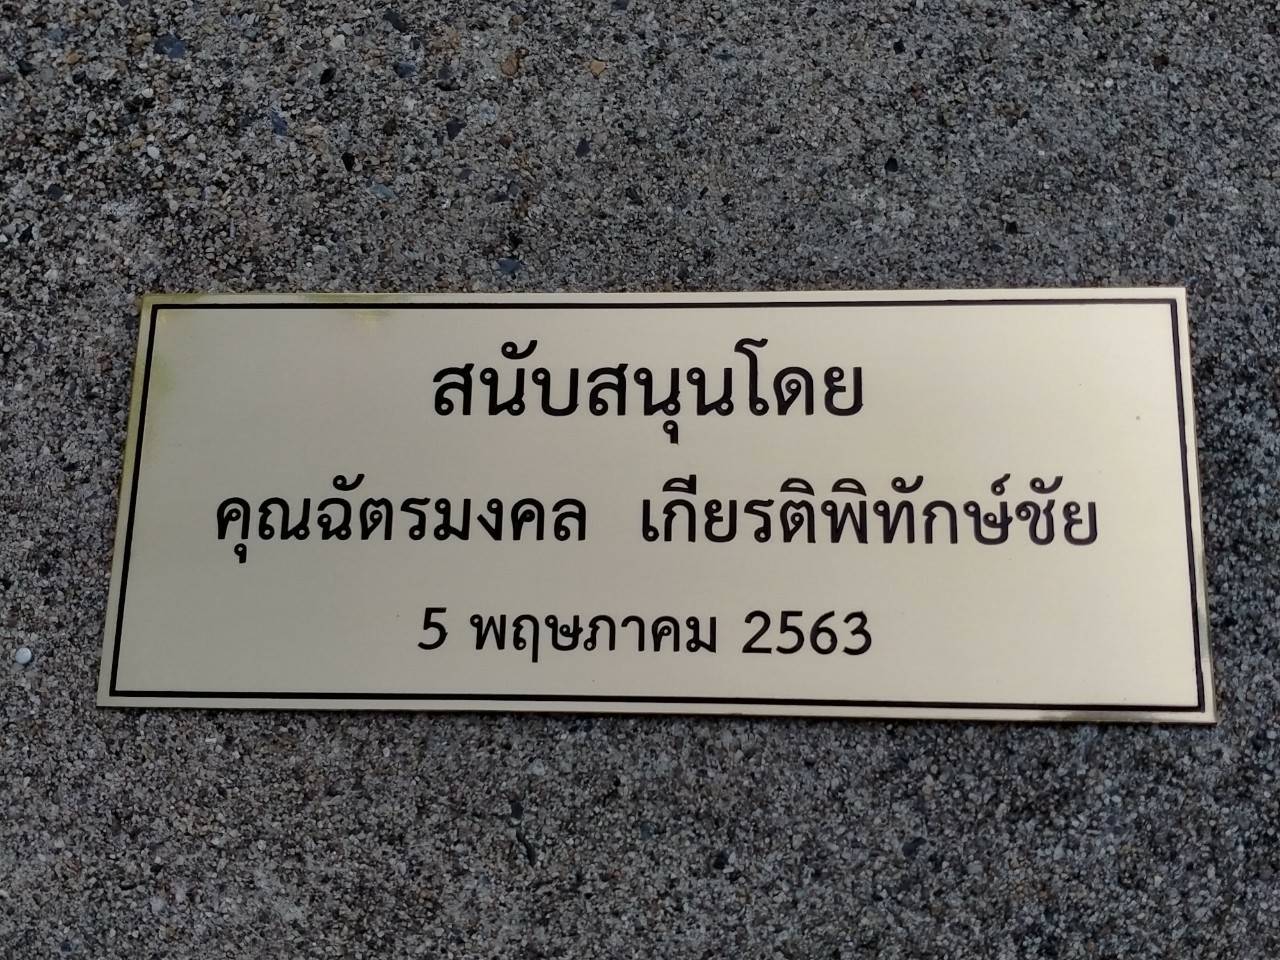 สนับสนุนโดย
คุณฉัตรมงคล เกียรติพิทักษ์ชัย
5 พฤษภาคม 2563